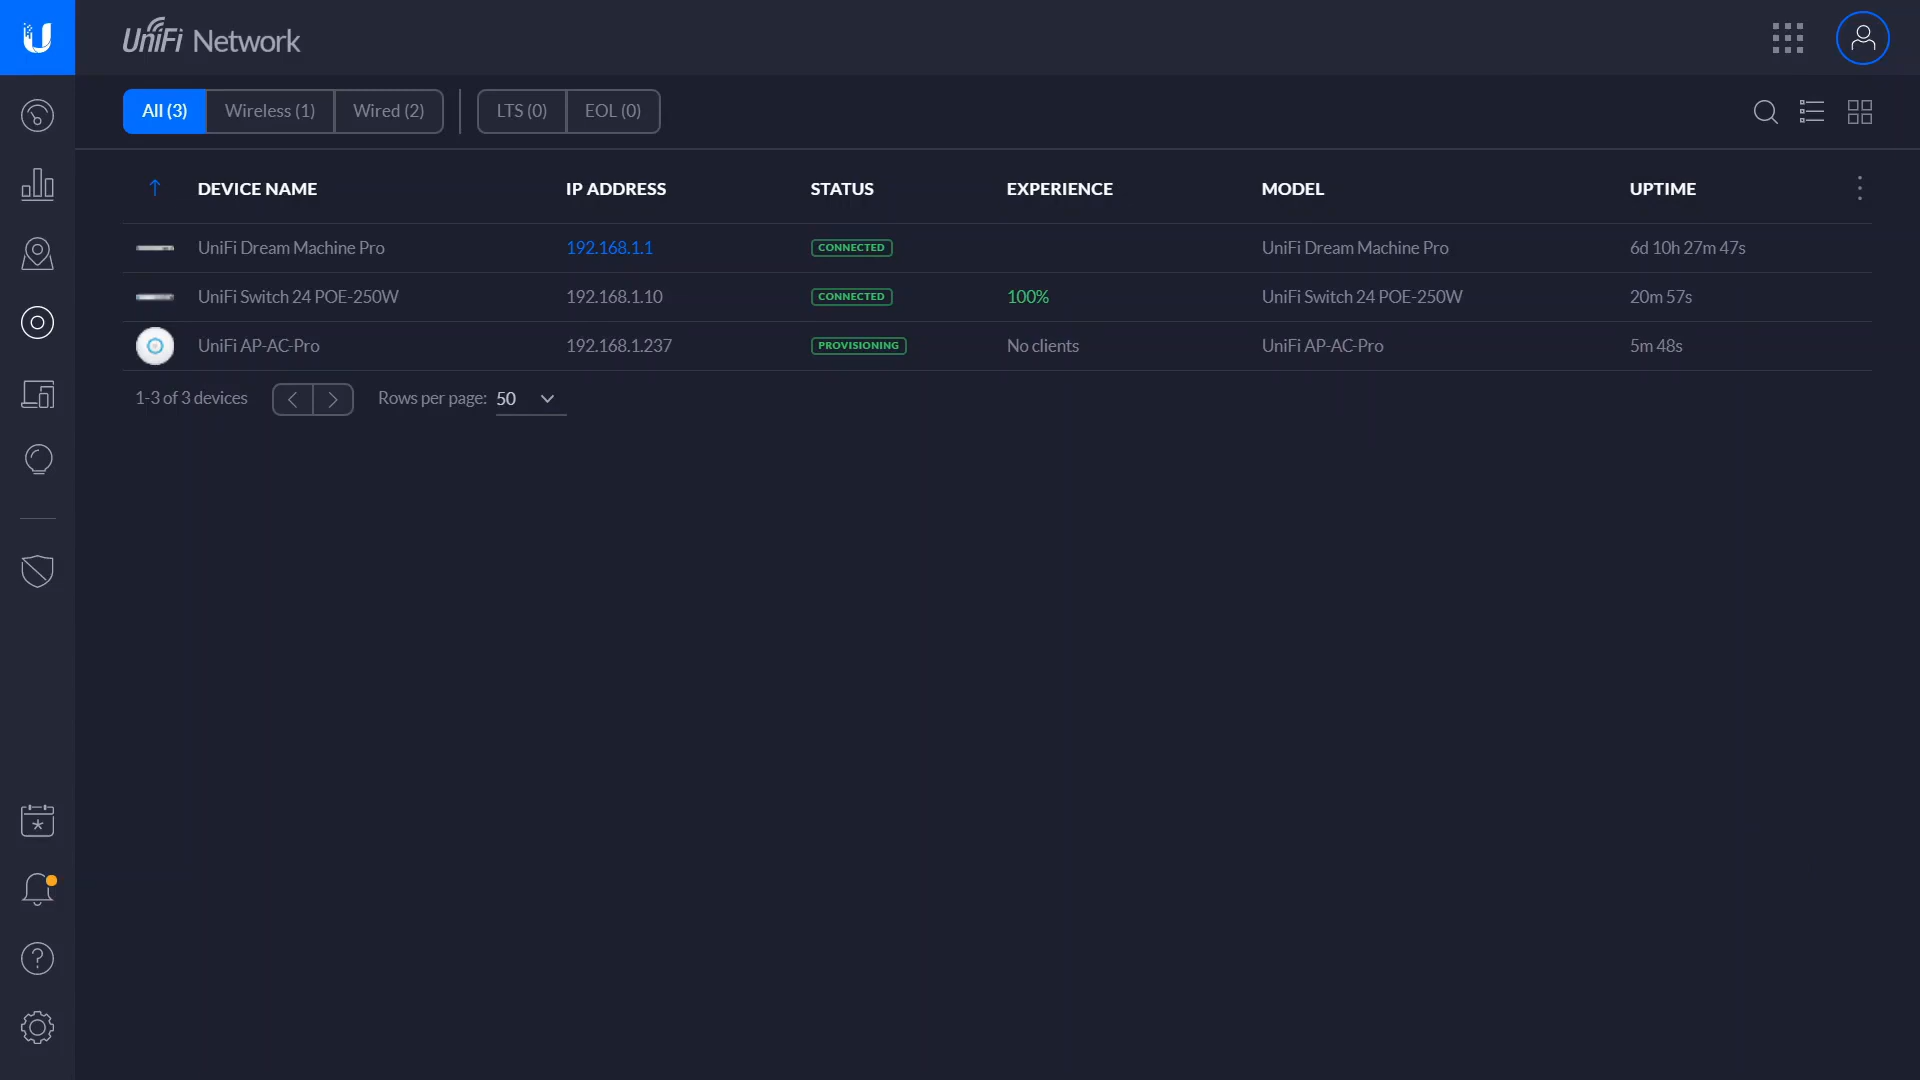 UniFi Network
All (3) Wireless (1) Wired (2) LTS (0) EOL (0)
DEVICE NAME IP ADDRESS STATUS EXPERIENCE MODEL UPTIME
UniFi Dream Machine Pro 192.168.1.1 CONNECTED UniFi Dream Machine Pro 6d 10h 27m 47s
UniFi Switch 24 POE-250W 192.168.1.10 CONNECTED 100% UniFi Switch 24 POE-250W 20m 57s
UniFi AP-AC-Pro 192.168.1.237 PROVISIONING No clients UniFi AP-AC-Pro 5m 48s
1-3 of 3 devices Rows per page: 50